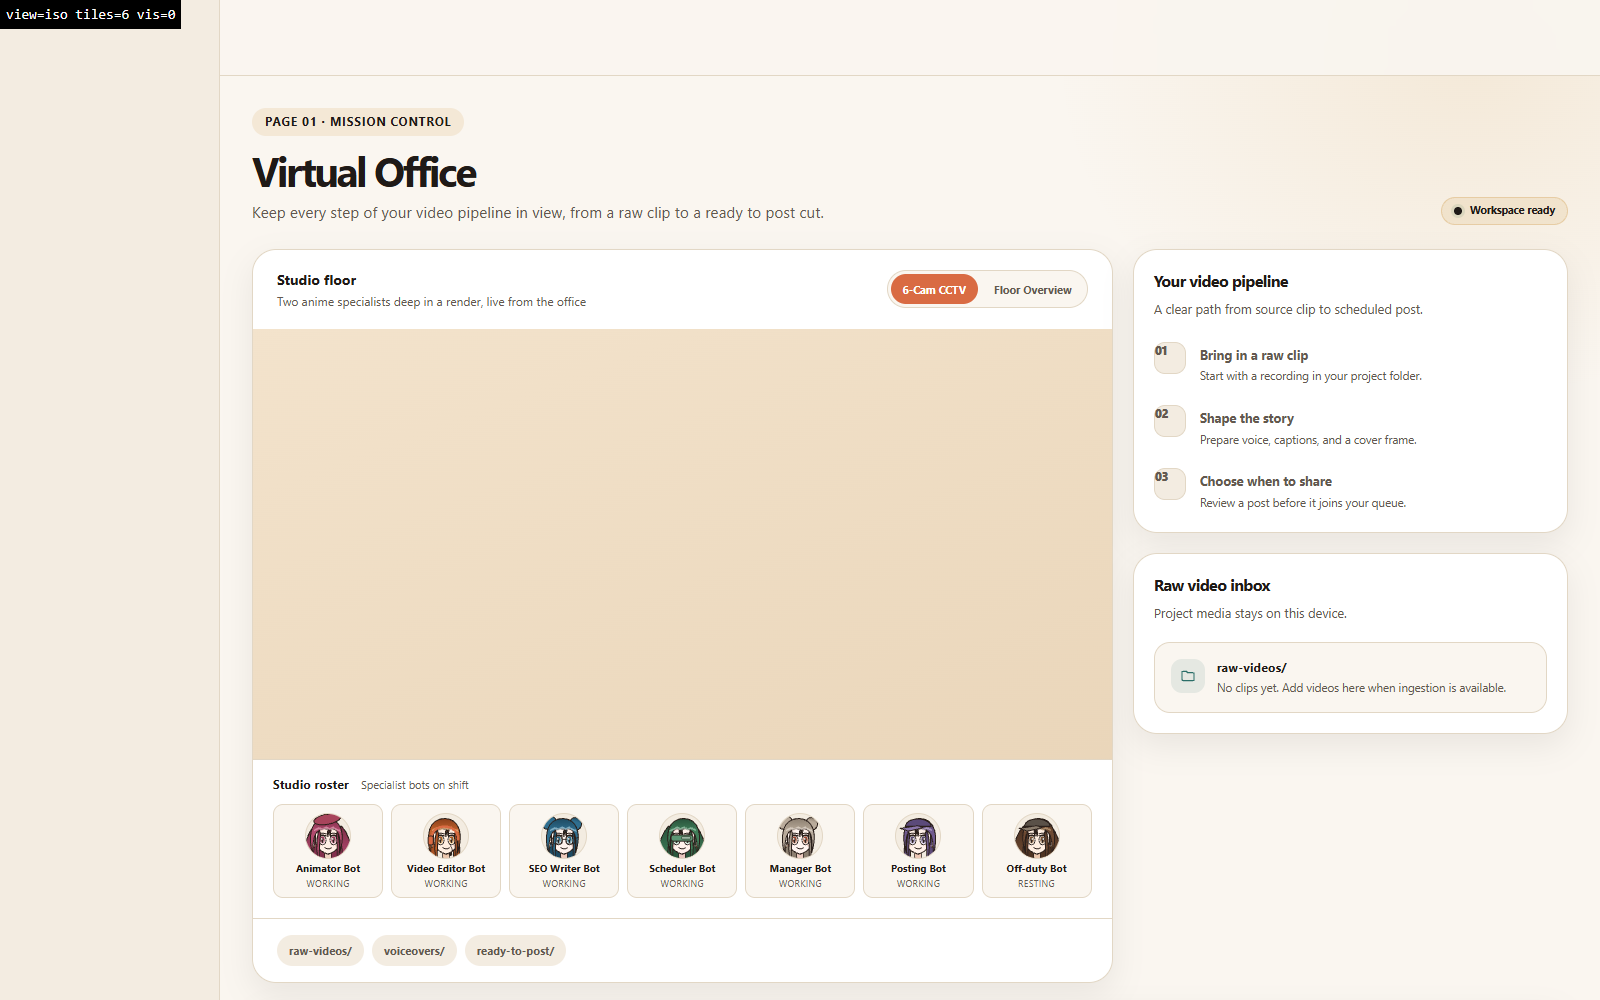 view=iso tiles=6 vis=0
PAGE 01 · MISSION CONTROL
Virtual Office
Keep every step of your video pipeline in view, from a raw clip to a ready to post cut.
Workspace ready
Studio floor
Two anime specialists deep in a render, live from the office
6-Cam CCTV
Floor Overview
Studio roster
Specialist bots on shift
Animator Bot
WORKING
Video Editor Bot
WORKING
SEO Writer Bot
WORKING
Scheduler Bot
WORKING
Manager Bot
WORKING
Posting Bot
WORKING
Off-duty Bot
RESTING
raw-videos/
voiceovers/
ready-to-post/
Your video pipeline
A clear path from source clip to scheduled post.
01
Bring in a raw clip
Start with a recording in your project folder.
02
Shape the story
Prepare voice, captions, and a cover frame.
03
Choose when to share
Review a post before it joins your queue.
Raw video inbox
Project media stays on this device.
raw-videos/
No clips yet. Add videos here when ingestion is available.